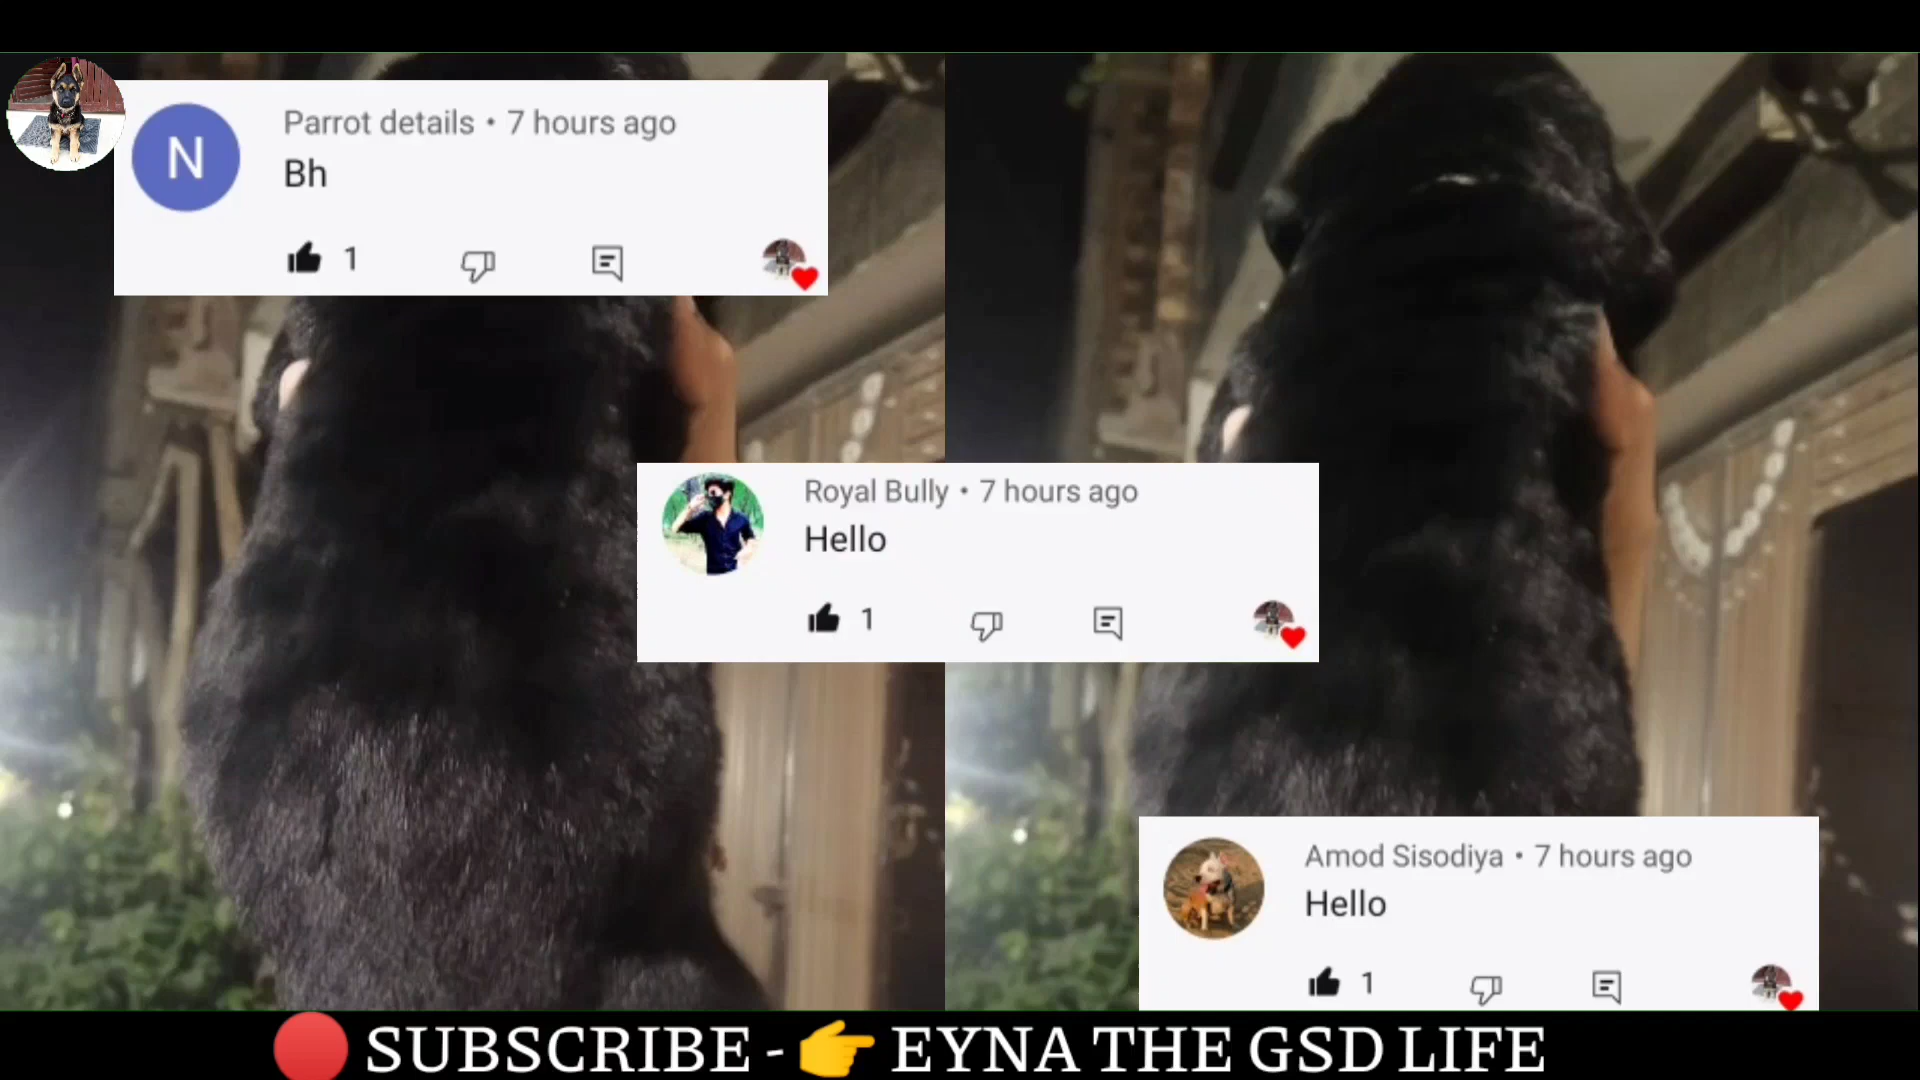 N
Parrot details • 7 hours ago
Bh
1
Royal Bully • 7 hours ago
Hello
1
Amod Sisodiya • 7 hours ago
Hello
1
🔴 SUBSCRIBE - 👉 EYNA THE GSD LIFE